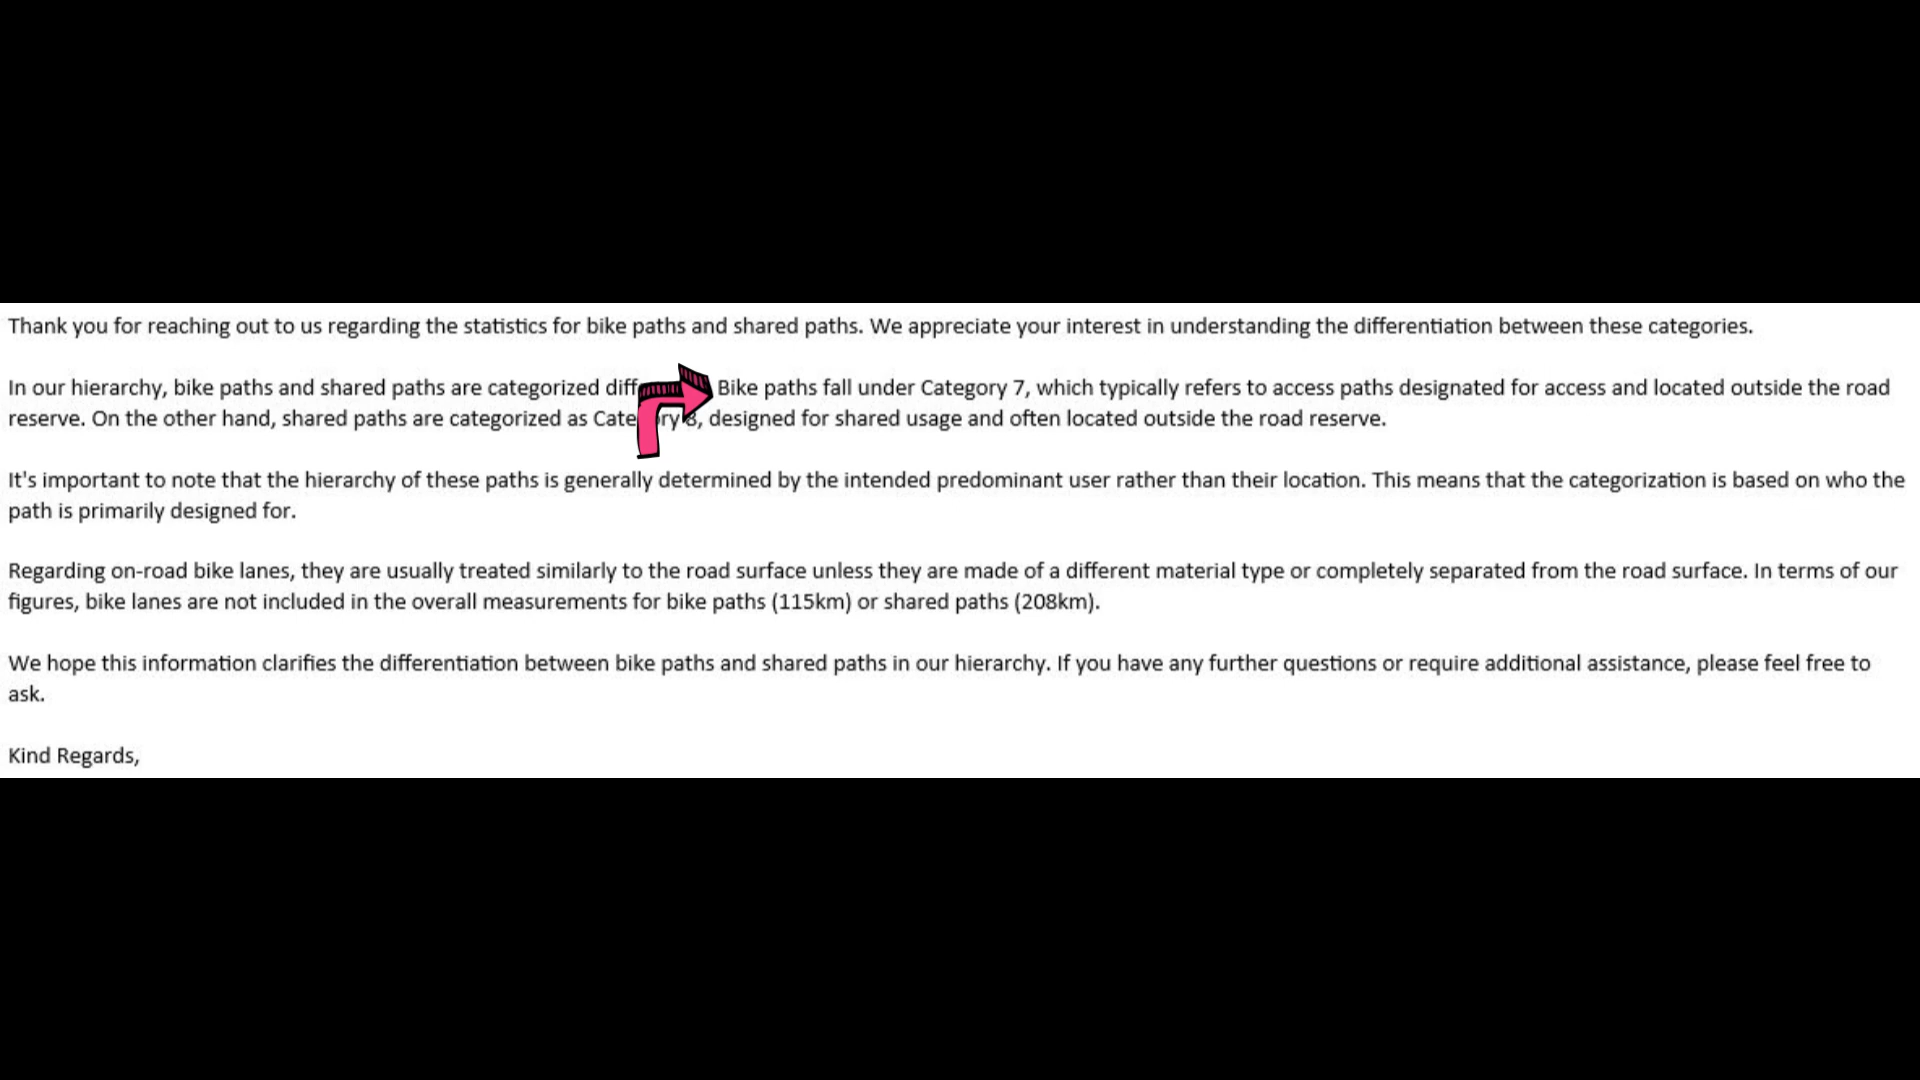 Thank you for reaching out to us regarding the statistics for bike paths and shared paths. We appreciate your interest in understanding the differentiation between these categories.
In our hierarchy, bike paths and shared paths are categorized Bike paths fall under Category 7, which typically refers to access paths designated for access and located outside the road
reserve. On the other hand, shared paths are categorized as Category 8, designed for shared usage and often located outside the road reserve.
It's important to note that the hierarchy of these paths is generally determined by the intended predominant user rather than their location. This means that the categorization is based on who the
path is primarily designed for.
Regarding on-road bike lanes, they are usually treated similarly to the road surface unless they are made of a different material type or completely separated from the road surface. In terms of our
figures, bike lanes are not included in the overall measurements for bike paths (115km) or shared paths (208km).
We hope this information clarifies the differentiation between bike paths and shared paths in our hierarchy. If you have any further questions or require additional assistance, please feel free to
ask.
Kind Regards,